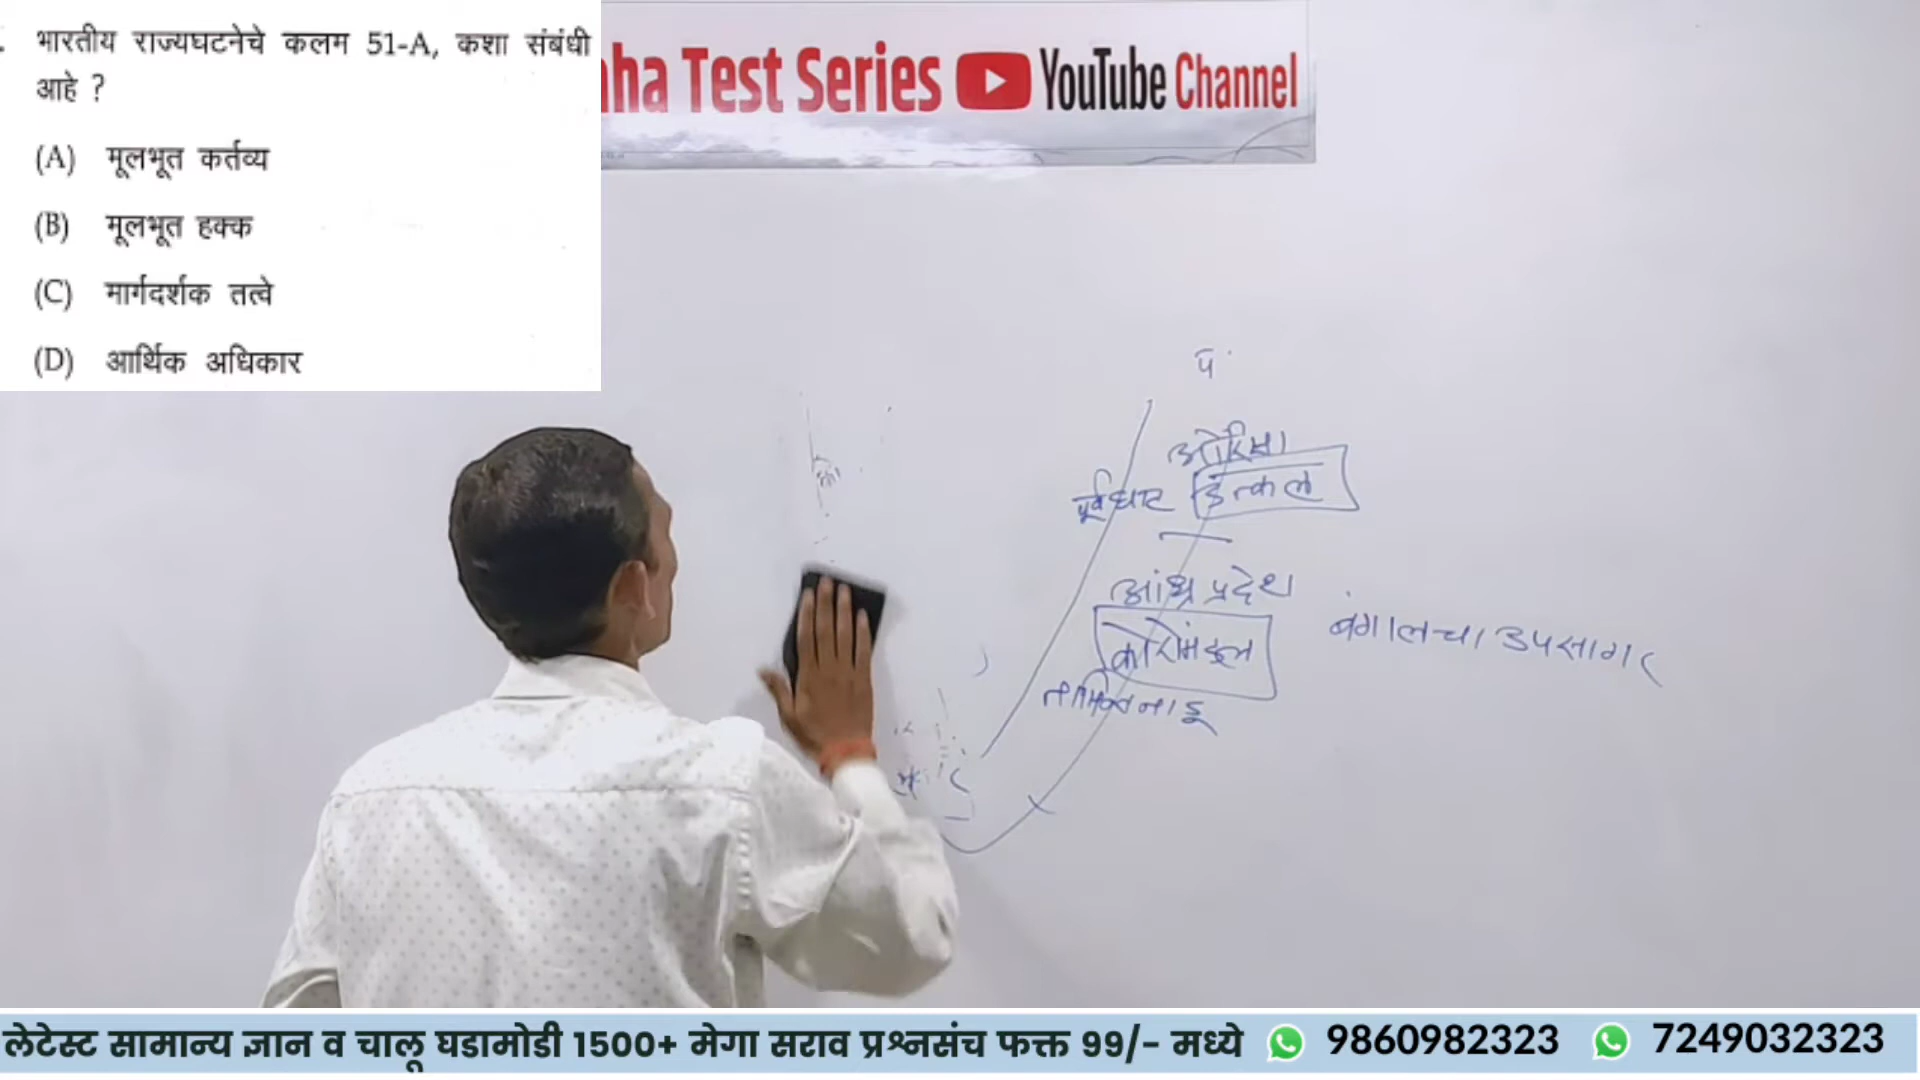 भारतीय राज्यघटनेचे कलम 51-A, कशा संबंधी
आहे ?
(A) मूलभूत कर्तव्य
(B) मूलभूत हक्क
(C) मार्गदर्शक तत्वे
(D) आर्थिक अधिकार
ha Test Series YouTube Channel
प.
ओरिसा
पूर्वघाट उत्कल
आंध्र प्रदेश
कोरोमंडल
तामिळनाडू
बंगालचा उपसागर
लेटेस्ट सामान्य ज्ञान व चालू घडामोडी 1500+ मेगा सराव प्रश्नसंच फक्त 99/- मध्ये 9860982323 7249032323